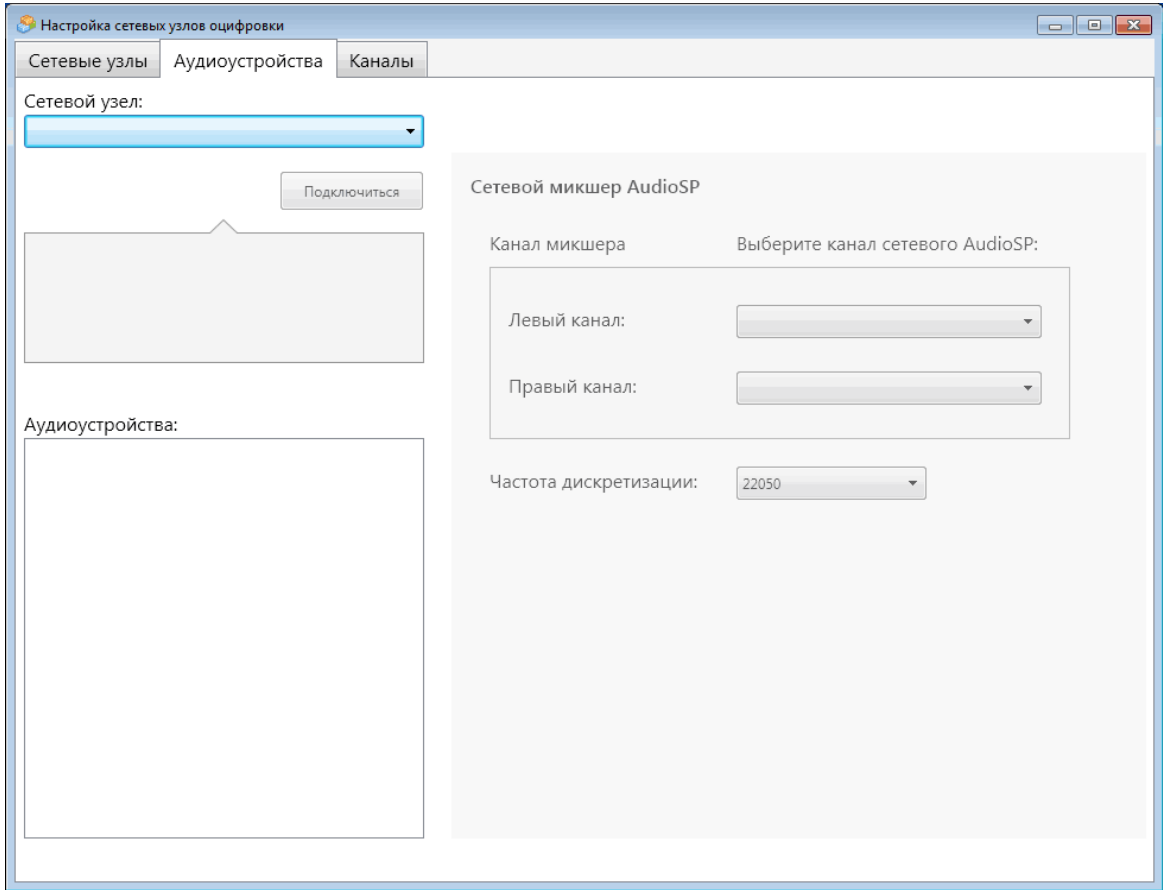 Настройка сетевых узлов оцифровки
Сетевые узлы Аудиоустройства Каналы
Сетевой узел:
Подключиться
Аудиоустройства:
Сетевой микшер AudioSP
Канал микшера Выберите канал сетевого AudioSP:
Левый канал:
Правый канал:
Частота дискретизации: 22050